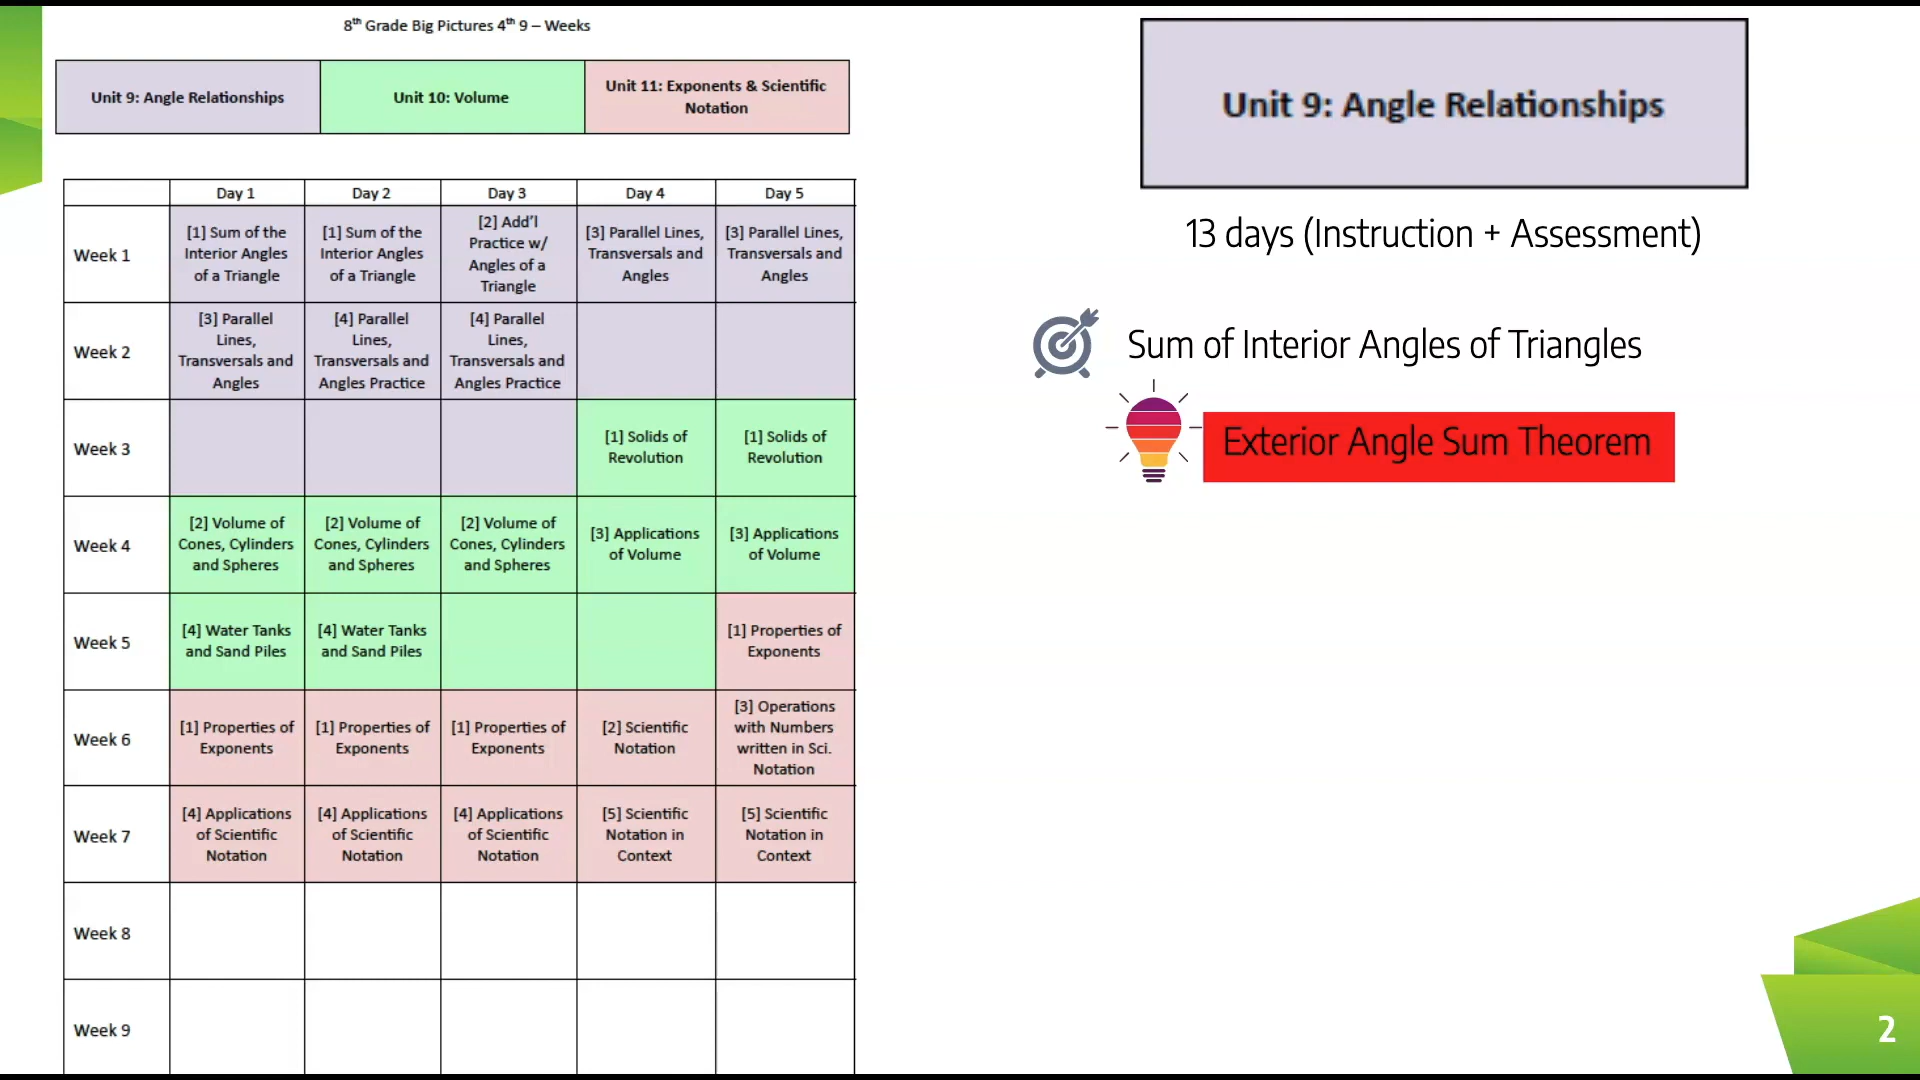 8th Grade Big Pictures 4th 9 – Weeks
Unit 9: Angle Relationships
Unit 10: Volume
Unit 11: Exponents & Scientific
Notation
Day 1
Day 2
Day 3
Day 4
Day 5
Week 1
[1] Sum of the
Interior Angles
of a Triangle
[1] Sum of the
Interior Angles
of a Triangle
[2] Add'l
Practice w/
Angles of a
Triangle
[3] Parallel Lines,
Transversals and
Angles
[3] Parallel Lines,
Transversals and
Angles
Week 2
[3] Parallel
Lines,
Transversals and
Angles
[4] Parallel
Lines,
Transversals and
Angles Practice
[4] Parallel
Lines,
Transversals and
Angles Practice
Week 3
[1] Solids of
Revolution
[1] Solids of
Revolution
Week 4
[2] Volume of
Cones, Cylinders
and Spheres
[2] Volume of
Cones, Cylinders
and Spheres
[2] Volume of
Cones, Cylinders
and Spheres
[3] Applications
of Volume
[3] Applications
of Volume
Week 5
[4] Water Tanks
and Sand Piles
[4] Water Tanks
and Sand Piles
[1] Properties of
Exponents
Week 6
[1] Properties of
Exponents
[1] Properties of
Exponents
[1] Properties of
Exponents
[2] Scientific
Notation
[3] Operations
with Numbers
written in Sci.
Notation
Week 7
[4] Applications
of Scientific
Notation
[4] Applications
of Scientific
Notation
[4] Applications
of Scientific
Notation
[5] Scientific
Notation in
Context
[5] Scientific
Notation in
Context
Week 8
Week 9
Unit 9: Angle Relationships
13 days (Instruction + Assessment)
Sum of Interior Angles of Triangles
Exterior Angle Sum Theorem
2